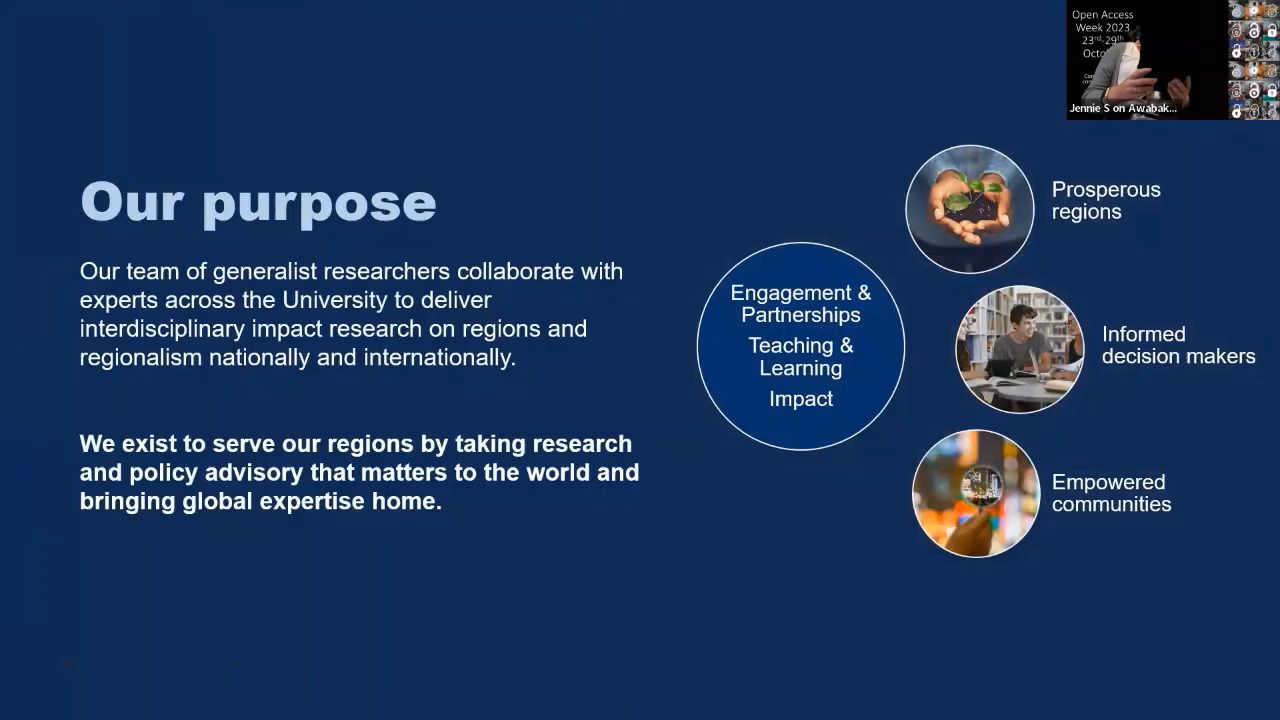 Our purpose
Our team of generalist researchers collaborate with
experts across the University to deliver
interdisciplinary impact research on regions and
regionalism nationally and internationally.
We exist to serve our regions by taking research
and policy advisory that matters to the world and
bringing global expertise home.
Engagement &
Partnerships
Teaching &
Learning
Impact
Prosperous
regions
Informed
decision makers
Empowered
communities
Open Access
Week 2023
23rd-29th
Jennie S on Awabak...